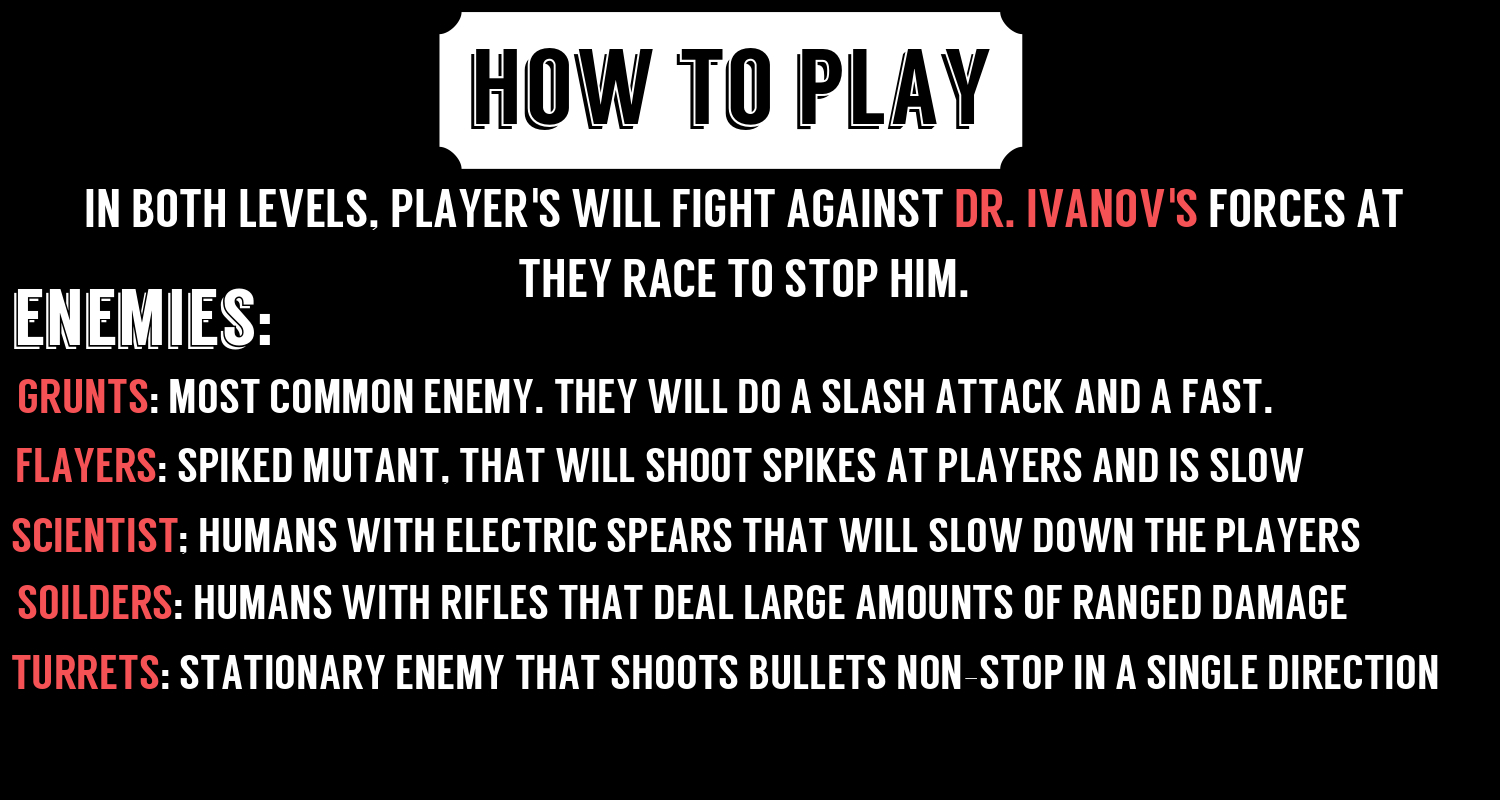 HOW TO PLAY
IN BOTH LEVELS, PLAYER'S WILL FIGHT AGAINST DR. IVANOV'S FORCES AT
THEY RACE TO STOP HIM.
ENEMIES:
GRUNTS: MOST COMMON ENEMY. THEY WILL DO A SLASH ATTACK AND A FAST.
FLAYERS: SPIKED MUTANT, THAT WILL SHOOT SPIKES AT PLAYERS AND IS SLOW
SCIENTIST; HUMANS WITH ELECTRIC SPEARS THAT WILL SLOW DOWN THE PLAYERS
SOILDERS: HUMANS WITH RIFLES THAT DEAL LARGE AMOUNTS OF RANGED DAMAGE
TURRETS: STATIONARY ENEMY THAT SHOOTS BULLETS NON-STOP IN A SINGLE DIRECTION